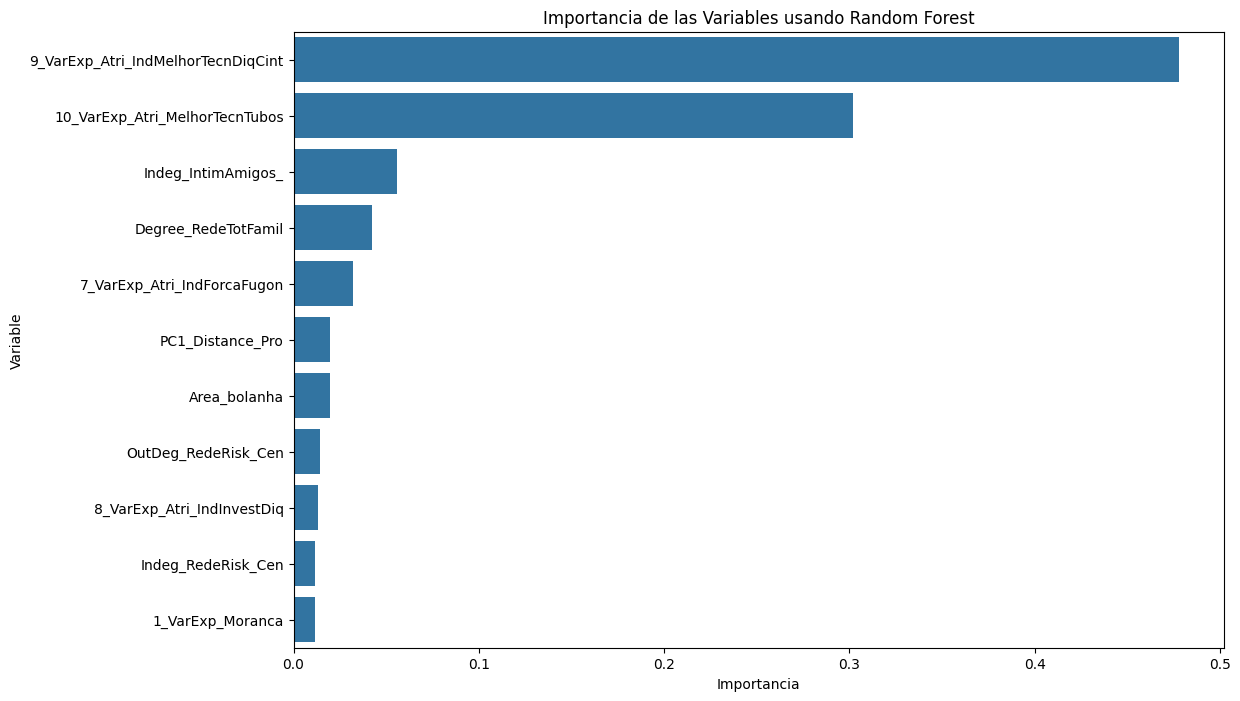 Importancia de las Variables usando Random Forest
Variable
9_VarExp_Atri_IndMelhorTecnDiqCint
10_VarExp_Atri_MelhorTecnTubos
Indeg_IntimAmigos_
Degree_RedeTotFamil
7_VarExp_Atri_IndForcaFugon
PC1_Distance_Pro
Area_bolanha
OutDeg_RedeRisk_Cen
8_VarExp_Atri_IndInvestDiq
Indeg_RedeRisk_Cen
1_VarExp_Moranca
0.0 0.1 0.2 0.3 0.4 0.5
Importancia